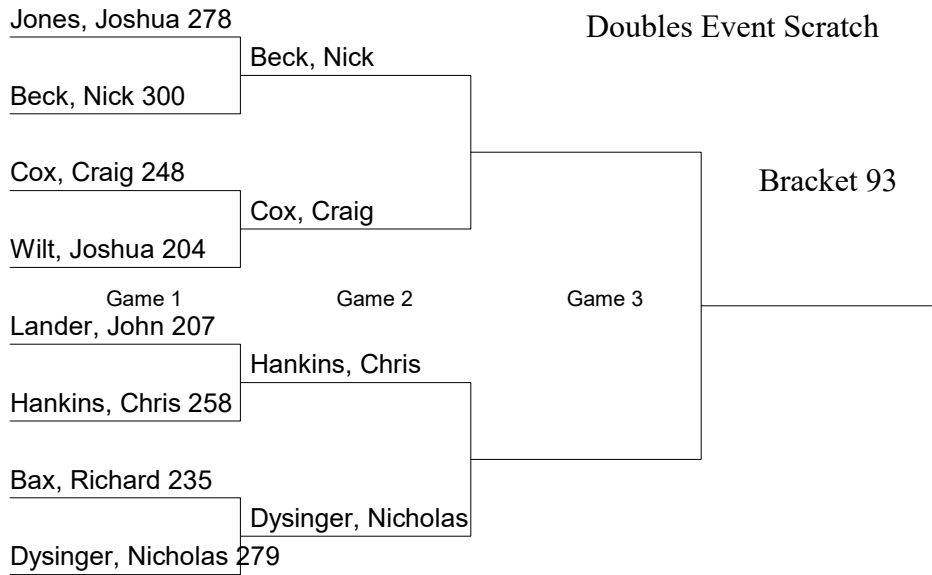 Jones, Joshua 278
Doubles Event Scratch
Beck, Nick
Beck, Nick 300
Cox, Craig 248
Bracket 93
Cox, Craig
Wilt, Joshua 204
Game 1
Game 2
Game 3
Lander, John 207
Hankins, Chris
Hankins, Chris 258
Bax, Richard 235
Dysinger, Nicholas
Dysinger, Nicholas 279